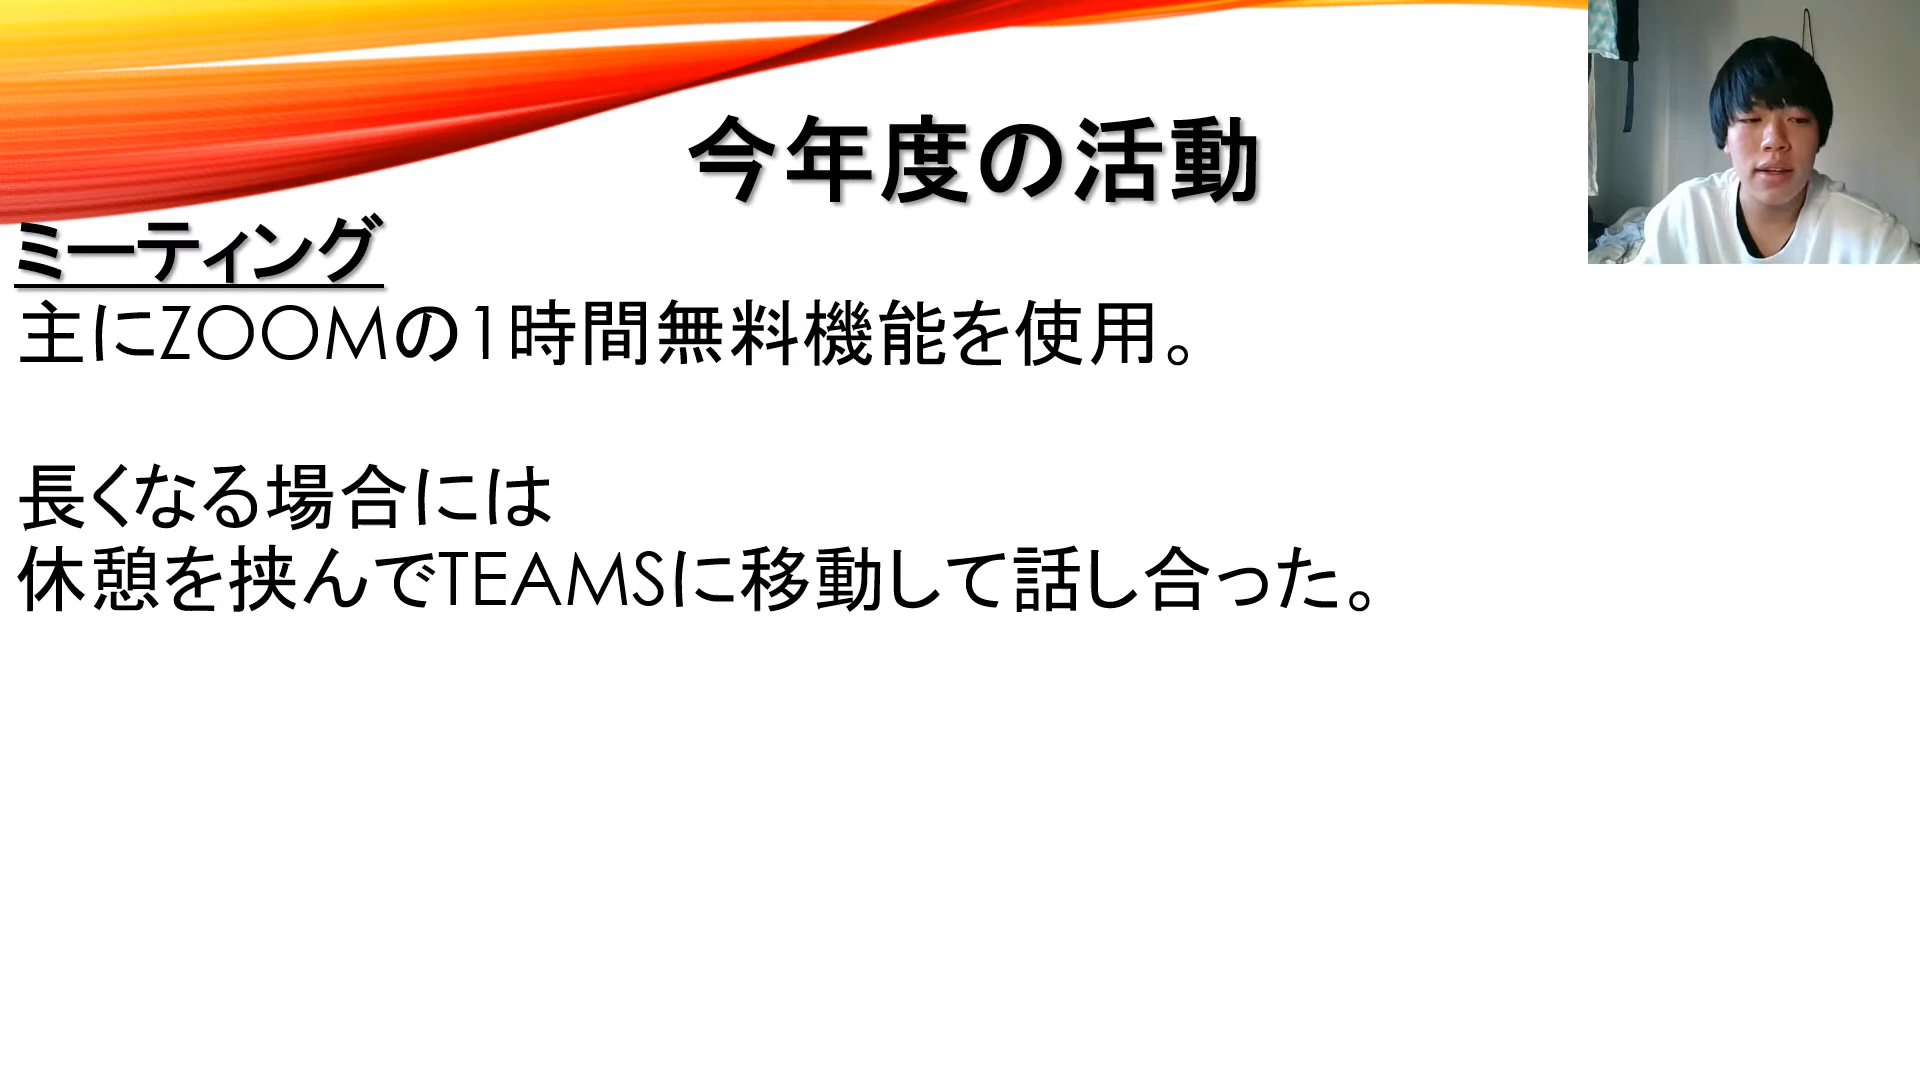 今年度の活動
ミーティング
主にZOOMの1時間無料機能を使用。
長くなる場合には
休憩を挟んでTEAMSに移動して話し合った。